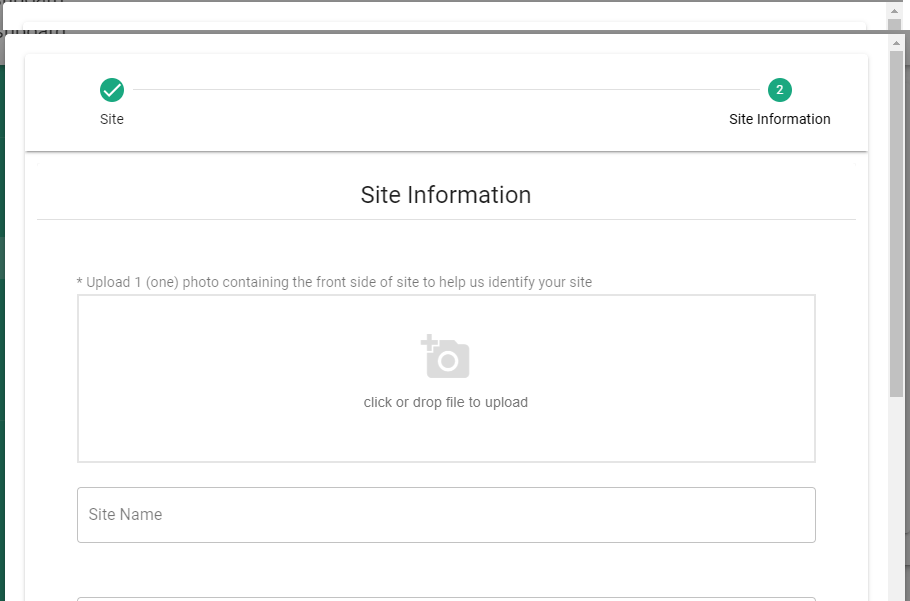 Site
2
Site Information
Site Information
* Upload 1 (one) photo containing the front side of site to help us identify your site
click or drop file to upload
Site Name